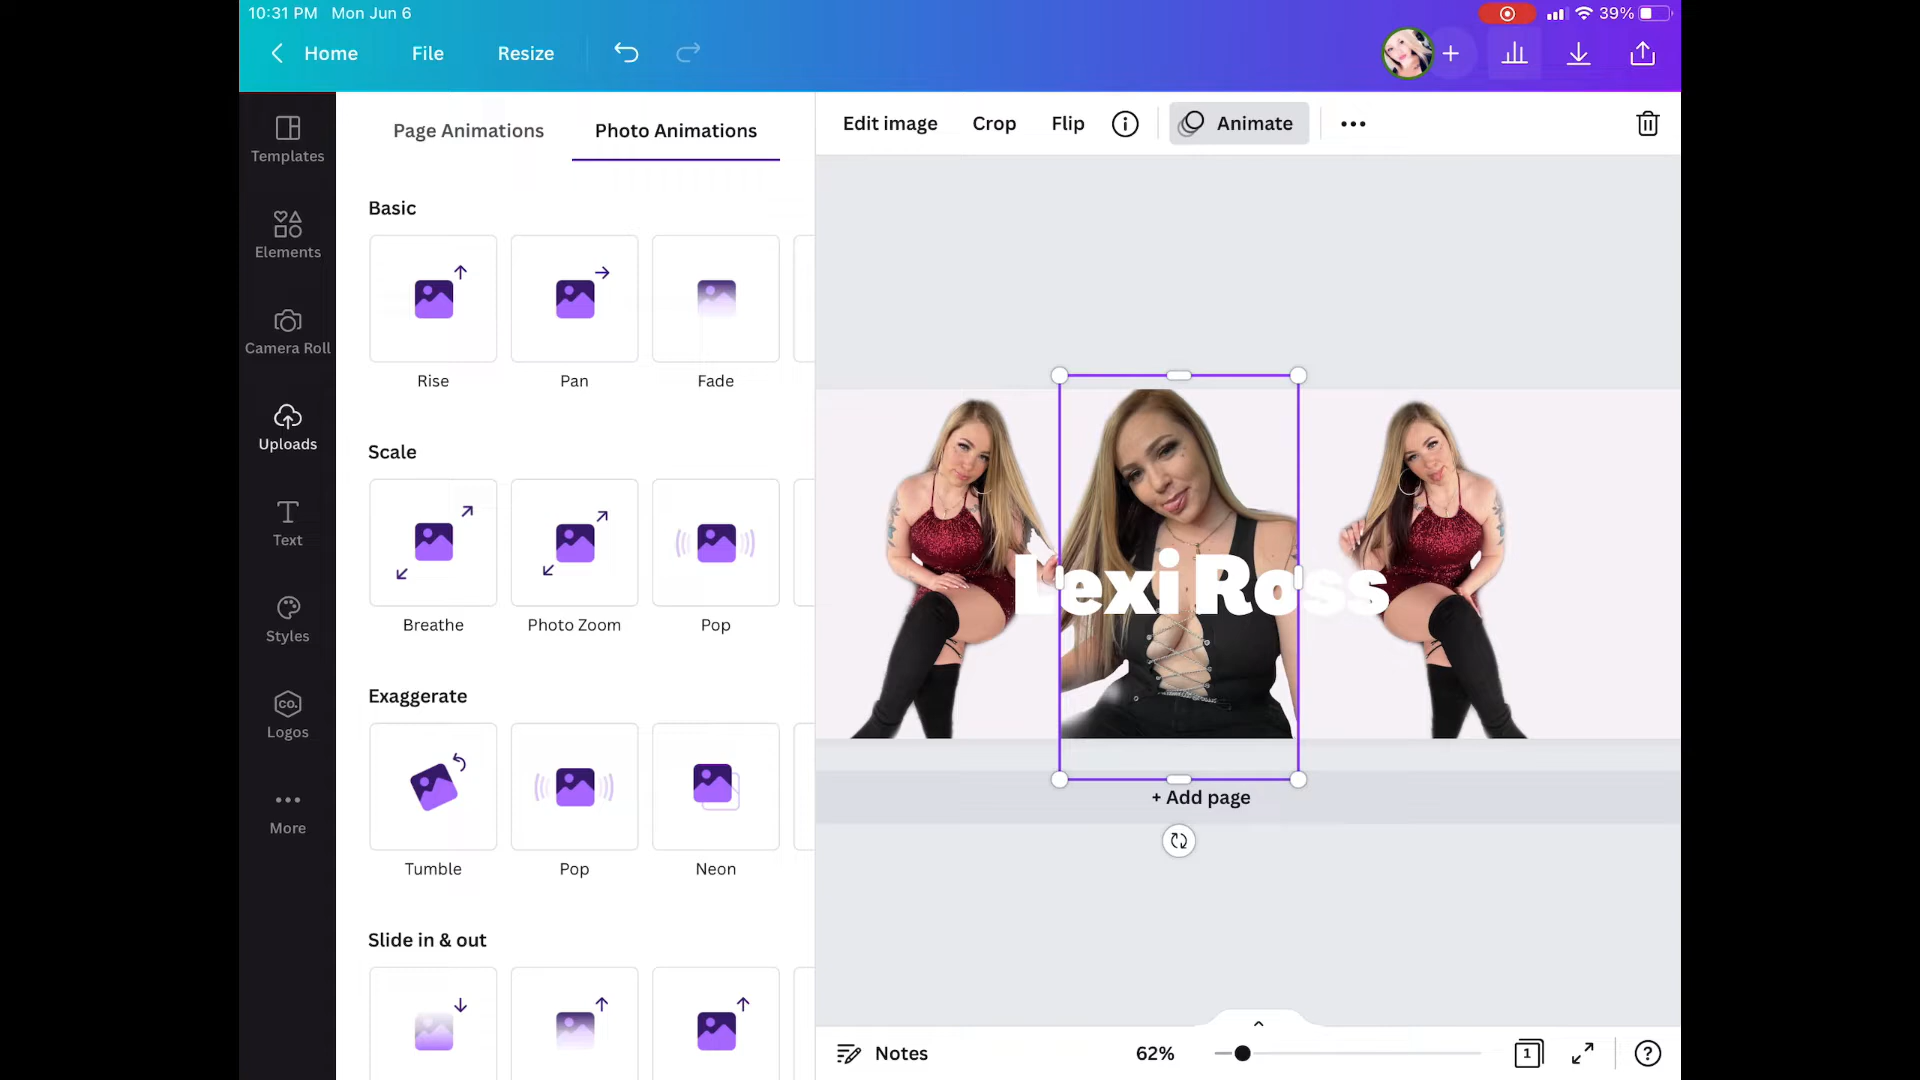 10:31 PM Mon Jun 6
39%
Home
File
Resize
Templates
Elements
Camera Roll
Uploads
Text
Styles
CO.
Logos
More
Page Animations
Photo Animations
Basic
Rise
Pan
Fade
Scale
Breathe
Photo Zoom
Pop
Exaggerate
Tumble
Pop
Neon
Slide in & out
Edit image
Crop
Flip
Animate
Lexi Ross
+ Add page
Notes
62%
1